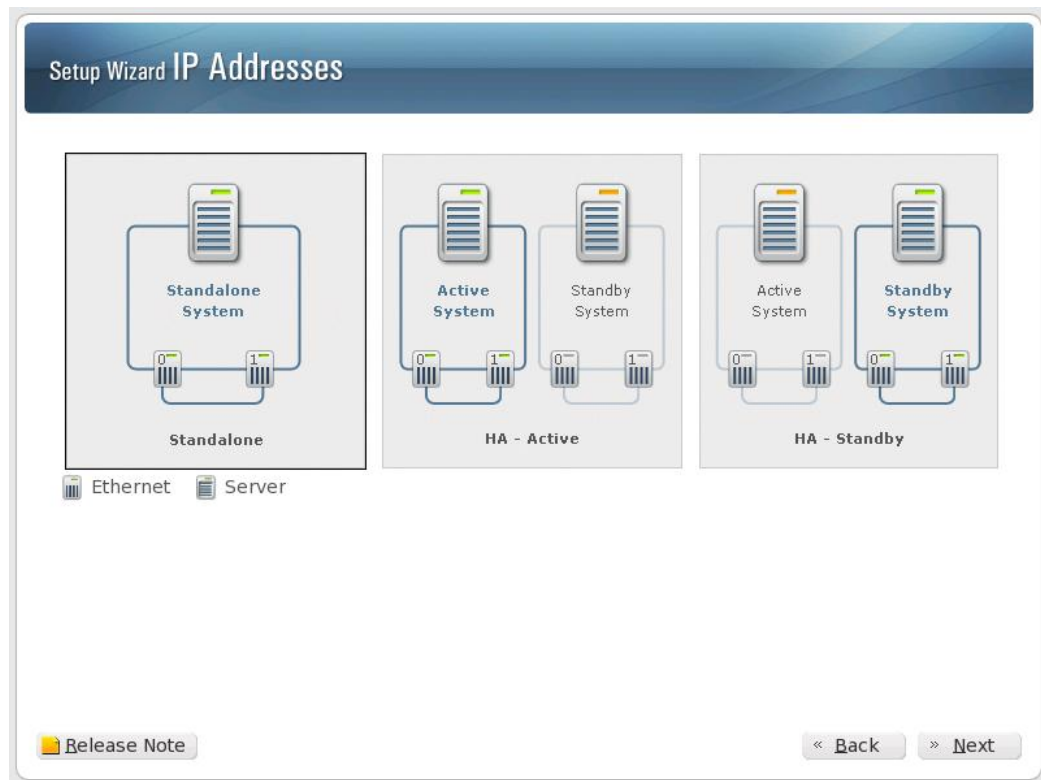 Setup Wizard IP Addresses
Standalone
System
0 1
Standalone
Active
System
0 1
Standby
System
0 1
HA - Active
Active
System
0 1
Standby
System
0 1
HA - Standby
Ethernet Server
Release Note
« Back » Next